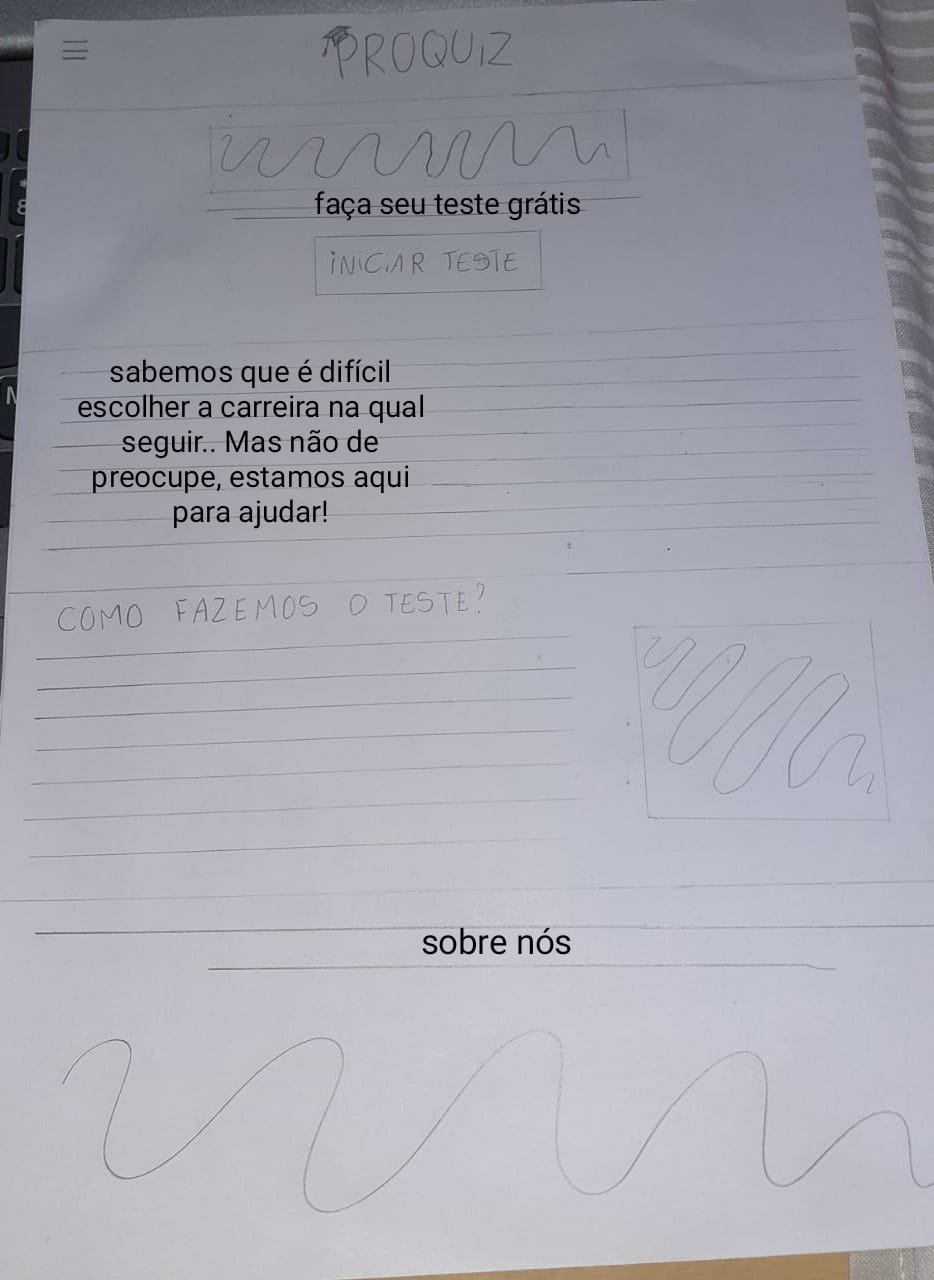 PROQUIZ
faça seu teste grátis
INICIAR TESTE
sabemos que é difícil
escolher a carreira na qual
seguir.. Mas não de
preocupe, estamos aqui
para ajudar!
COMO FAZEMOS O TESTE?
sobre nós